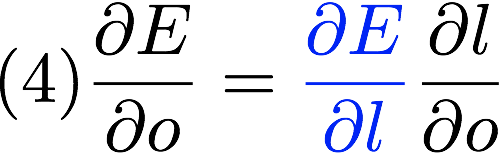 (4) ∂E/∂o = ∂E/∂l ∂l/∂o